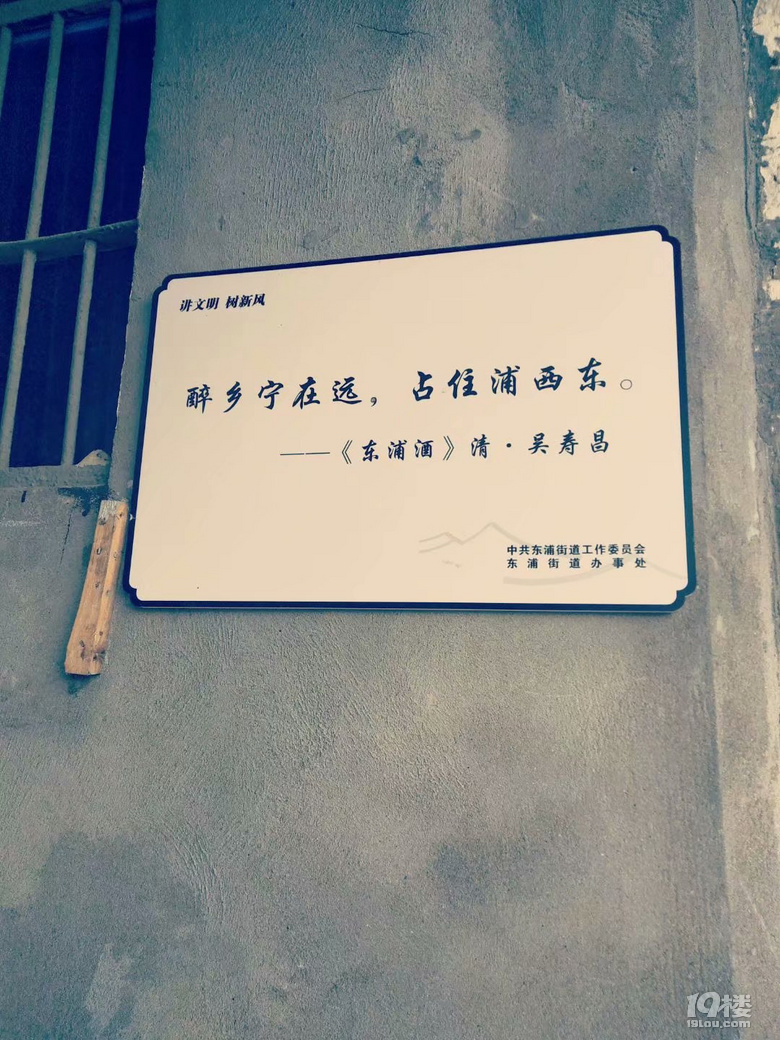 讲文明 树新风
醉乡宁在远，占住浦西东。
——《东浦酒》清·吴寿昌
中共东浦街道工作委员会
东浦街道办事处
19楼
19lou.com